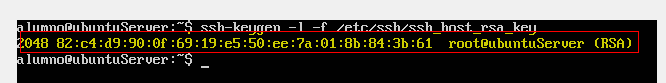 alumno@ubuntuServer:~$ ssh-keygen -l -f /etc/ssh/ssh_host_rsa_key
2048 82:c4:d9:90:0f:69:19:e5:50:ee:7a:01:8b:84:3b:61  root@ubuntuServer (RSA)
alumno@ubuntuServer:~$ _